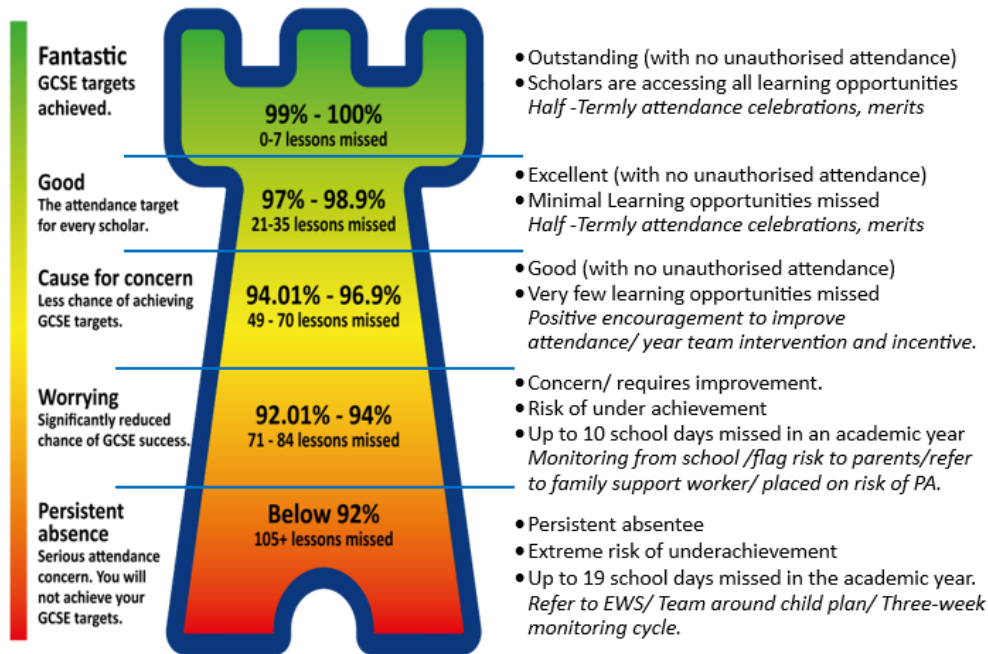 Fantastic
GCSE targets
achieved.
99% - 100%
0-7 lessons missed
• Outstanding (with no unauthorised attendance)
• Scholars are accessing all learning opportunities
Half -Termly attendance celebrations, merits
Good
The attendance target
for every scholar.
97% - 98.9%
21-35 lessons missed
• Excellent (with no unauthorised attendance)
• Minimal Learning opportunities missed
Half -Termly attendance celebrations, merits
Cause for concern
Less chance of achieving
GCSE targets.
94.01% - 96.9%
49 - 70 lessons missed
• Good (with no unauthorised attendance)
• Very few learning opportunities missed
Positive encouragement to improve
attendance/ year team intervention and incentive.
Worrying
Significantly reduced
chance of GCSE success.
92.01% - 94%
71 - 84 lessons missed
• Concern/ requires improvement.
• Risk of under achievement
• Up to 10 school days missed in an academic year
Monitoring from school /flag risk to parents/refer
to family support worker/ placed on risk of PA.
Persistent
absence
Serious attendance
concern. You will
not achieve your
GCSE targets.
Below 92%
105+ lessons missed
• Persistent absentee
• Extreme risk of underachievement
• Up to 19 school days missed in the academic year.
Refer to EWS/ Team around child plan/ Three-week
monitoring cycle.